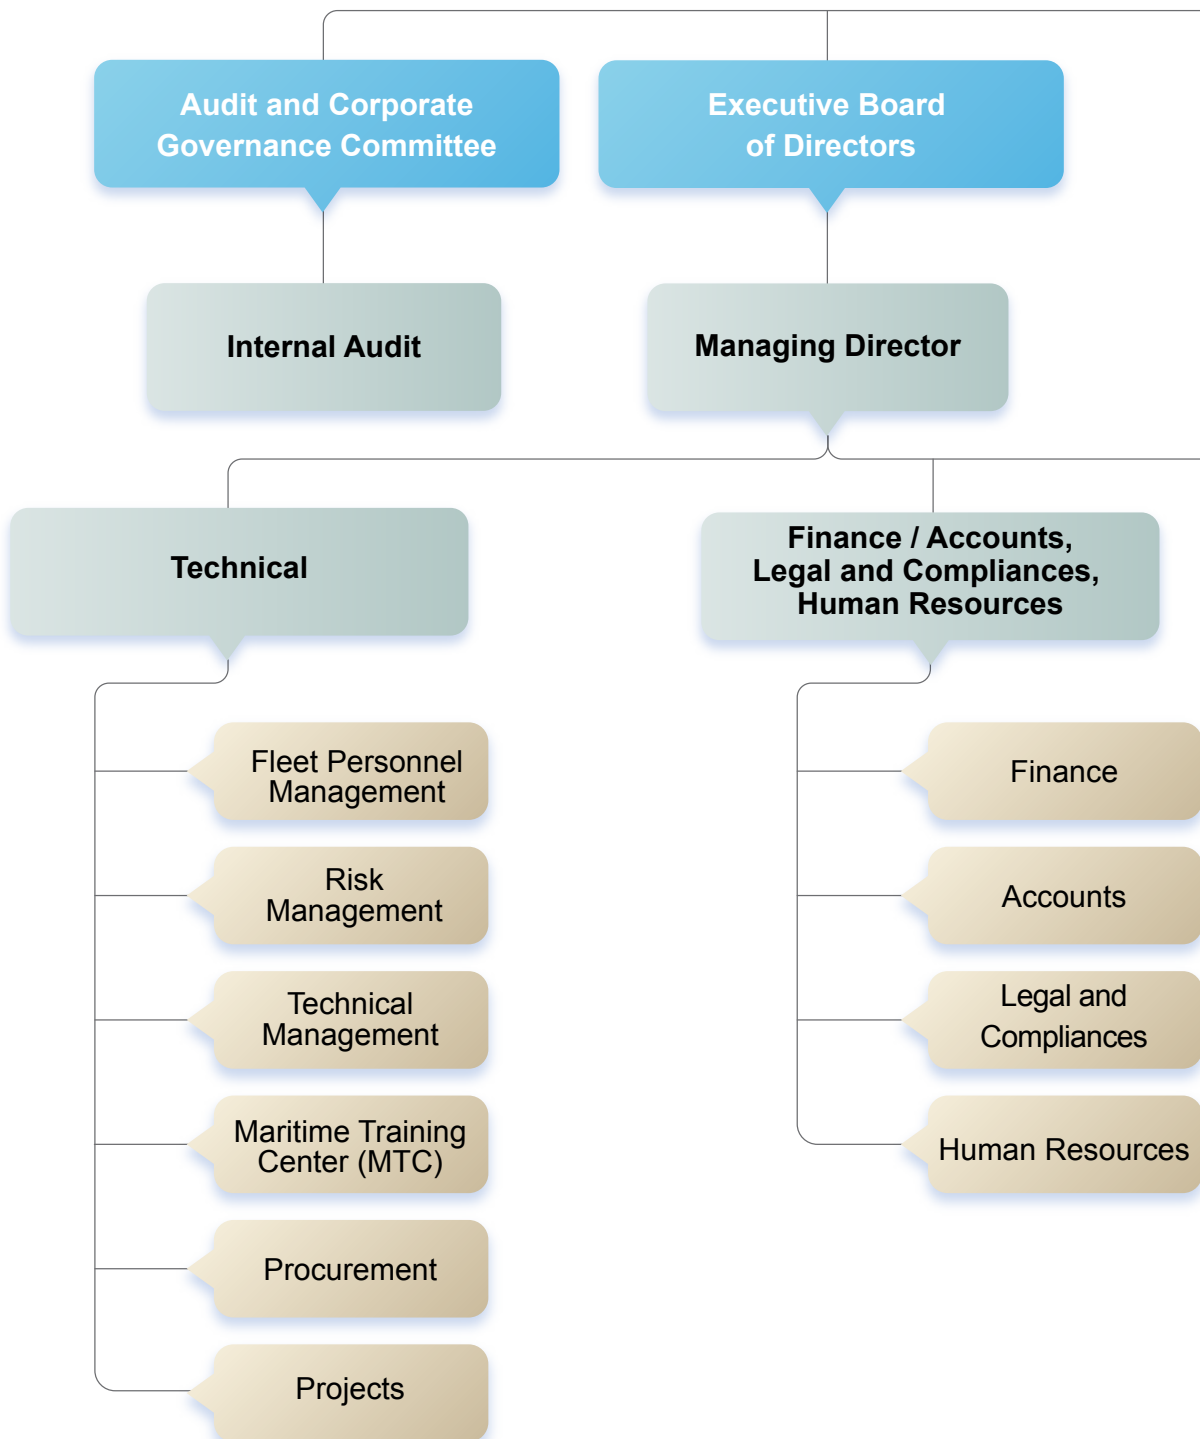 Audit and Corporate
Governance Committee
Executive Board
of Directors
Internal Audit
Managing Director
Technical
Finance / Accounts,
Legal and Compliances,
Human Resources
Fleet Personnel
Management
Risk
Management
Technical
Management
Maritime Training
Center (MTC)
Procurement
Projects
Finance
Accounts
Legal and
Compliances
Human Resources